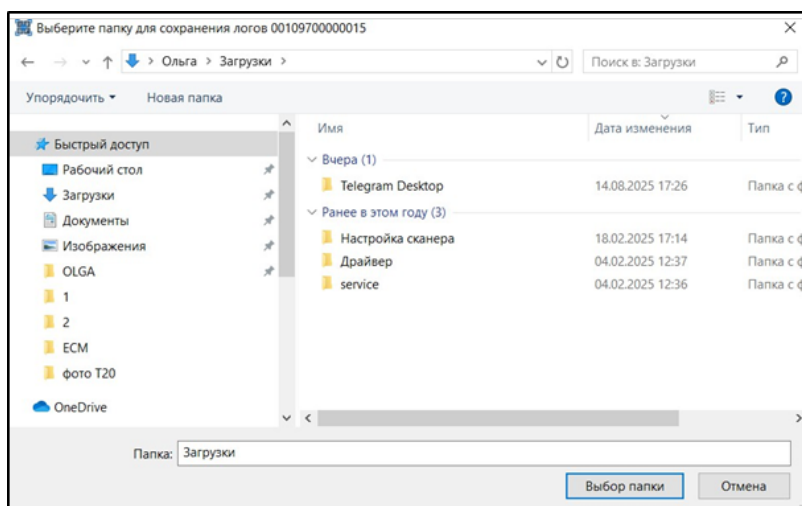 Выберите папку для сохранения логов 00109700000015
Ольга > Загрузки >
Поиск в: Загрузки
Упорядочить
Новая папка
Быстрый доступ
Рабочий стол
Загрузки
Документы
Изображения
OLGA
1
2
ECM
фото T20
OneDrive
Имя Дата изменения Тип
Вчера (1)
Telegram Desktop 14.08.2025 17:26 Папка с ф
Ранее в этом году (3)
Настройка сканера 18.02.2025 17:14 Папка с ф
Драйвер 04.02.2025 12:37 Папка с ф
service 04.02.2025 12:36 Папка с ф
Папка: Загрузки
Выбор папки Отмена